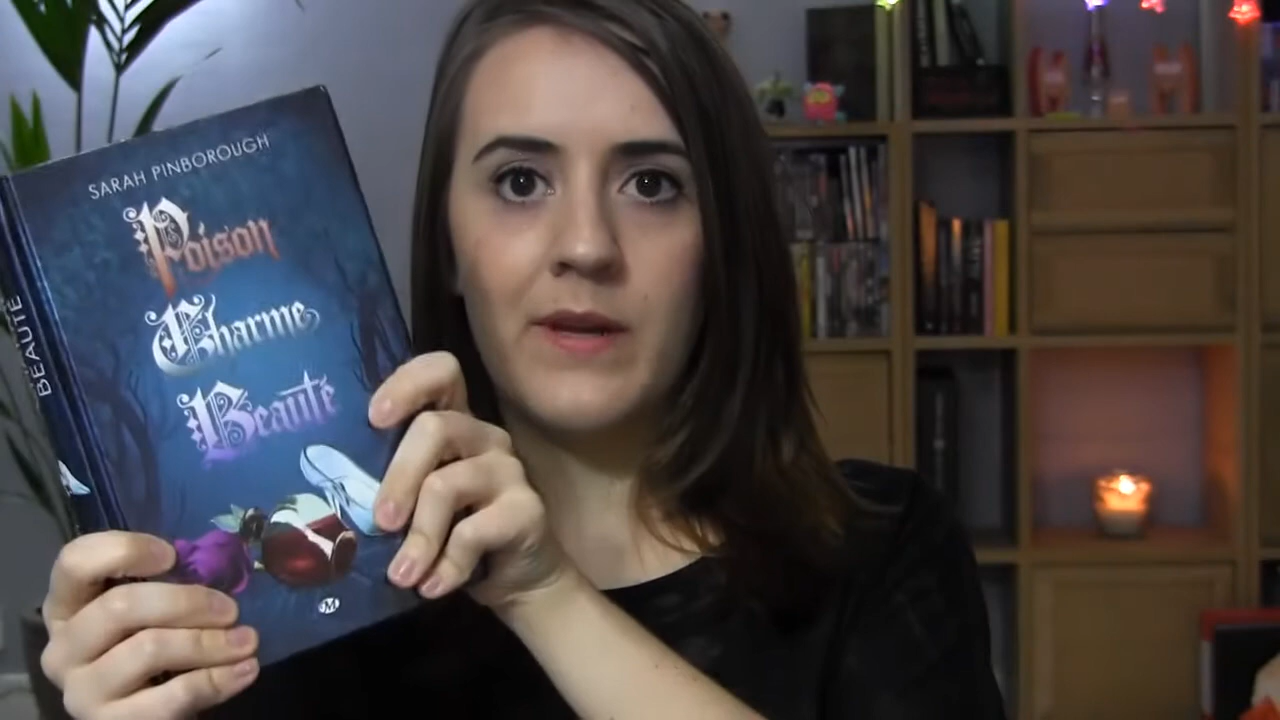 SARAH PINBOROUGH
Poison
Charme
Beauté
BEAUTÉ
M